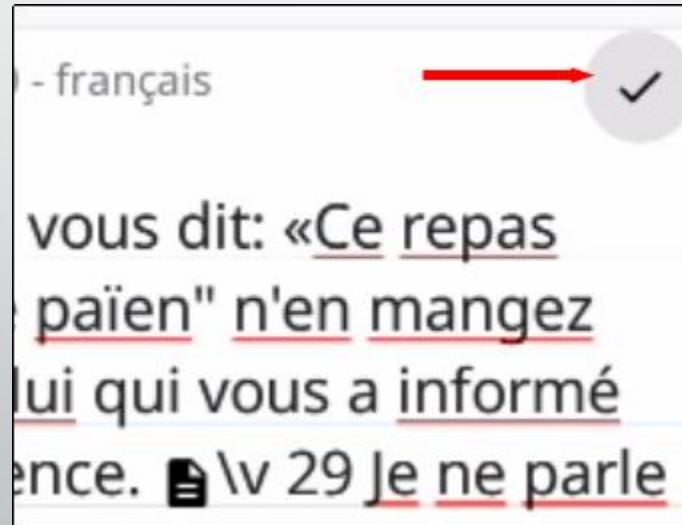 - français
vous dit: «Ce repas
païen" n'en mangez
lui qui vous a informé
ence. \v 29 Je ne parle